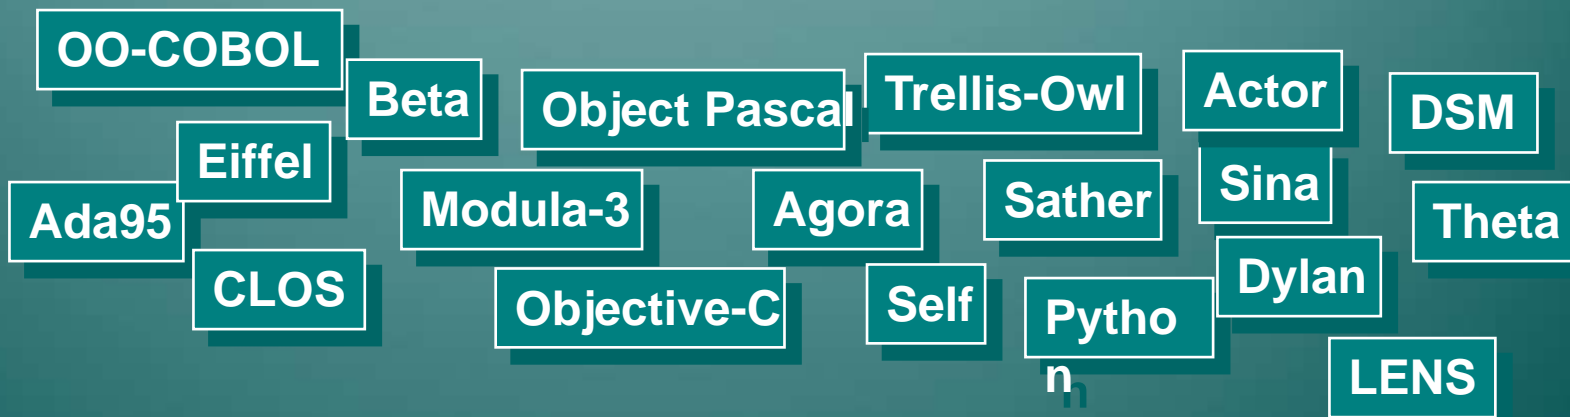 OO-COBOL
Beta
Object Pascal
Trellis-Owl
Actor
DSM
Eiffel
Ada95
Modula-3
Agora
Sather
Sina
Theta
CLOS
Objective-C
Self
Pytho
n
Dylan
LENS